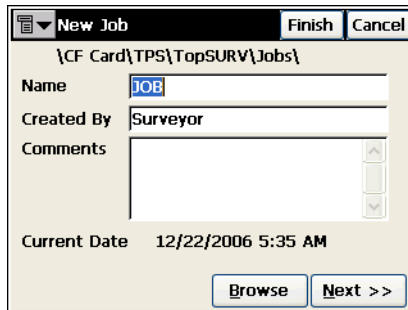 New Job Finish Cancel
\CF Card\TPS\TopSURV\Jobs\
Name JOB
Created By Surveyor
Comments
Current Date 12/22/2006 5:35 AM
Browse Next >>